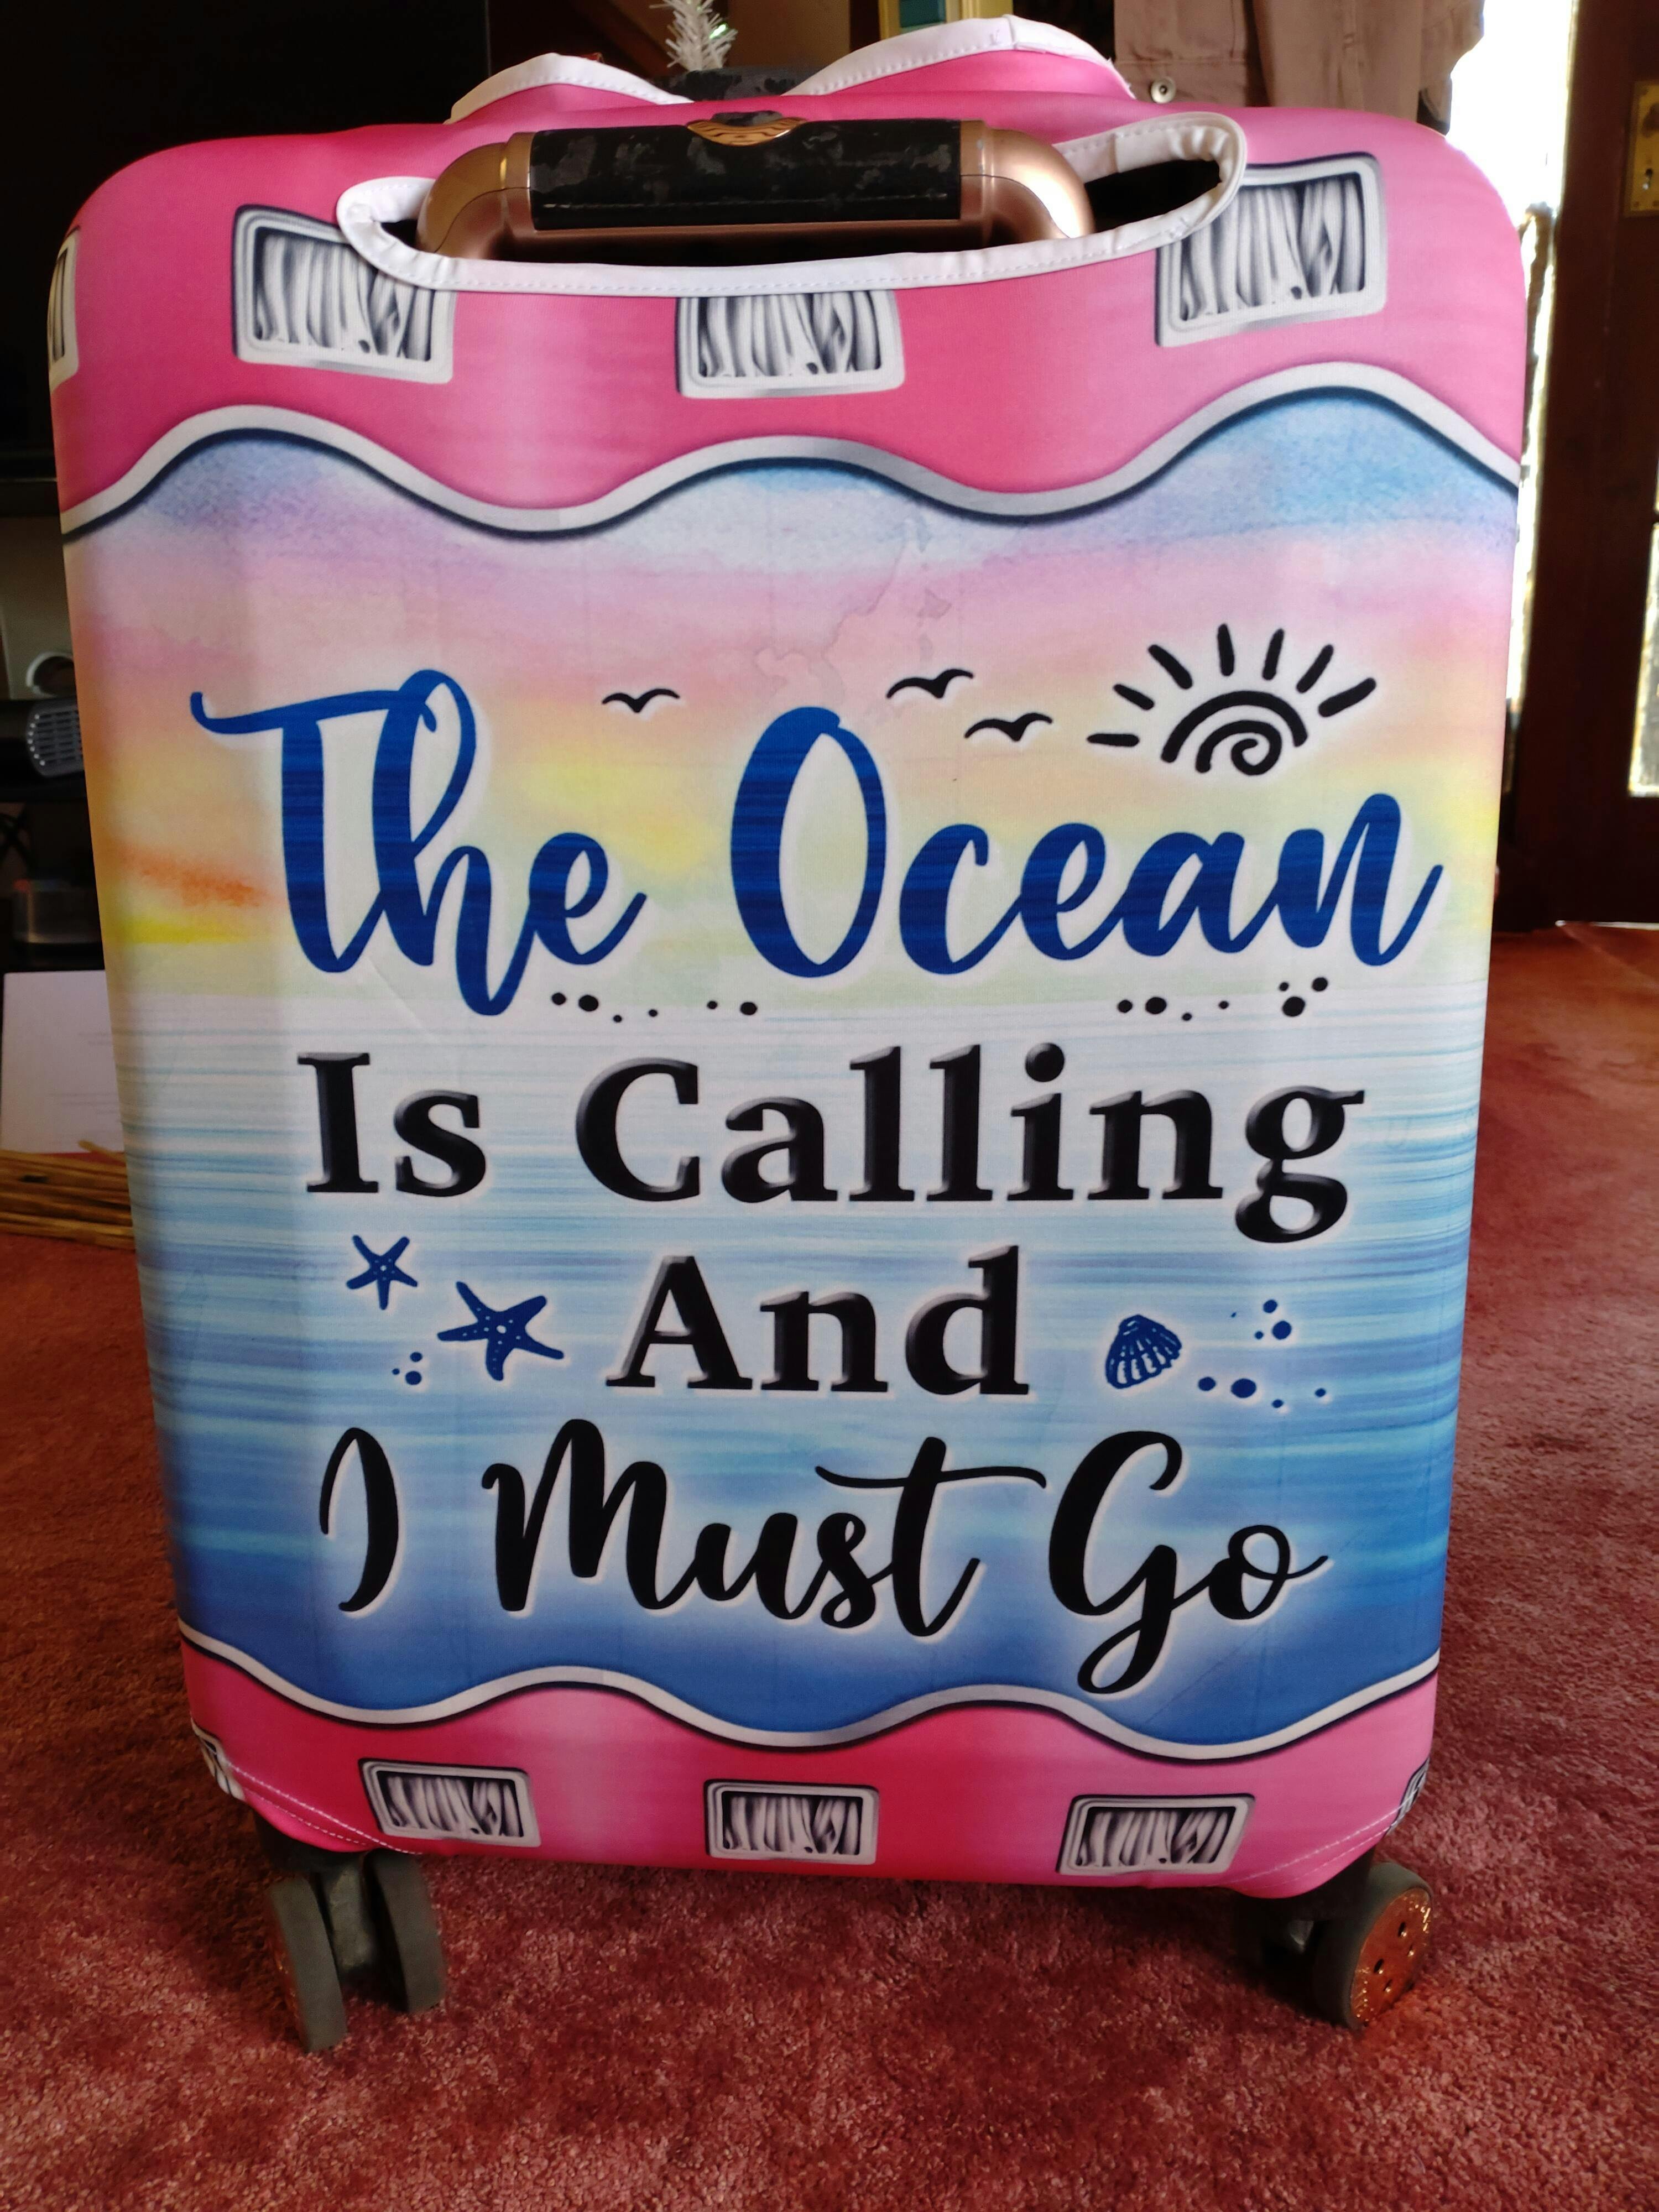 The Ocean
Is Calling
And
I Must Go